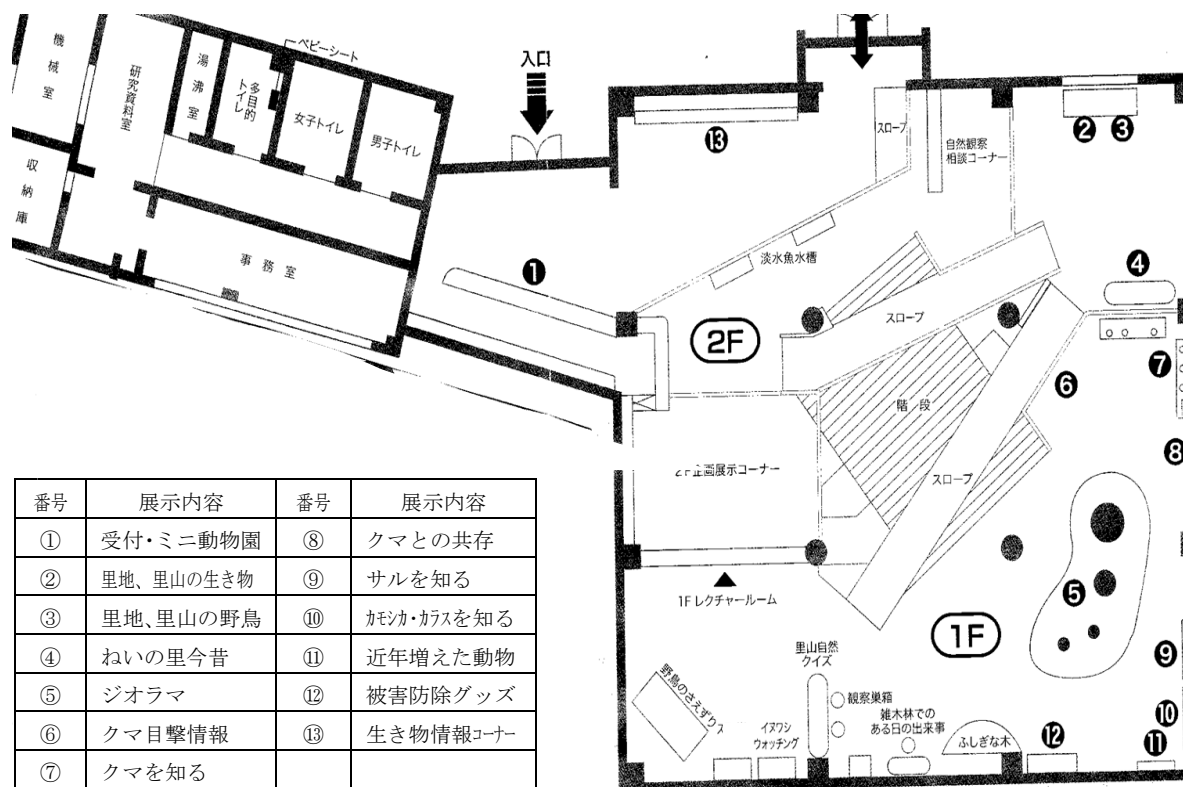 機械室
研究資料室
湯沸室
多目的
トイレ
ベビーシート
女子トイレ
男子トイレ
収納庫
事務室
入口
⓭
スロープ
自然観察
相談コーナー
❷ ❸
❶
淡水魚水槽
❹
2F
スロープ
❼
❻
階段
❽
2F企画展示コーナー
スロープ
❺
1Fレクチャールーム
1F
❾
里山自然
クイズ
野鳥のさえずり
観察巣箱
雑木林での
ある日の出来事
イヌワシ
ウォッチング
ふしぎな木
⓬
❿
⓫
番号 展示内容 番号 展示内容
① 受付・ミニ動物園 ⑧ クマとの共存
② 里地、里山の生き物 ⑨ サルを知る
③ 里地、里山の野鳥 ⑩ カモシカ・カラスを知る
④ ねいの里今昔 ⑪ 近年増えた動物
⑤ ジオラマ ⑫ 被害防除グッズ
⑥ クマ目撃情報 ⑬ 生き物情報コーナー
⑦ クマを知る